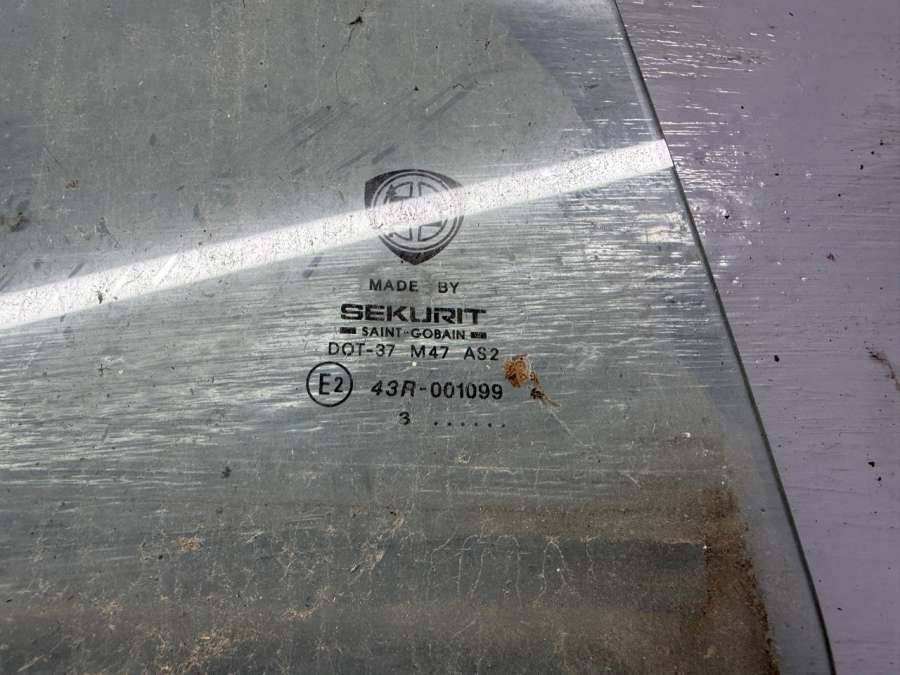 MADE BY
SEKURIT
SAINT-GOBAIN
DOT-37 M47 AS2
E2 43R-001099
3 ......